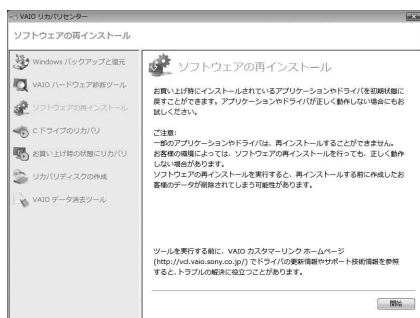 VAIO リカバリセンター
ソフトウェアの再インストール
Windows バックアップと復元
VAIO ハードウェア診断ツール
ソフトウェアの再インストール
C ドライブのリカバリ
お買い上げ時の状態にリカバリ
リカバリディスクの作成
VAIO データ消去ツール
ソフトウェアの再インストール
お買い上げ時にインストールされているアプリケーションやドライバを初期状態に
戻すことができます。アプリケーションやドライバが正しく動作しない場合にもお
試しください。
ご注意:
一部のアプリケーションやドライバは、再インストールすることができません。
お客様の環境によっては、ソフトウェアの再インストールを行っても、正しく動作
しない場合があります。
ソフトウェアの再インストールを実行すると、再インストールする前に作成したお
客様のデータが削除されてしまう可能性があります。
ツールを実行する前に、VAIO カスタマーリンク ホームページ
(http://vcl.vaio.sony.co.jp/) でドライバの更新情報やサポート技術情報を参照
すると、トラブルの解決に役立つことがあります。
開始